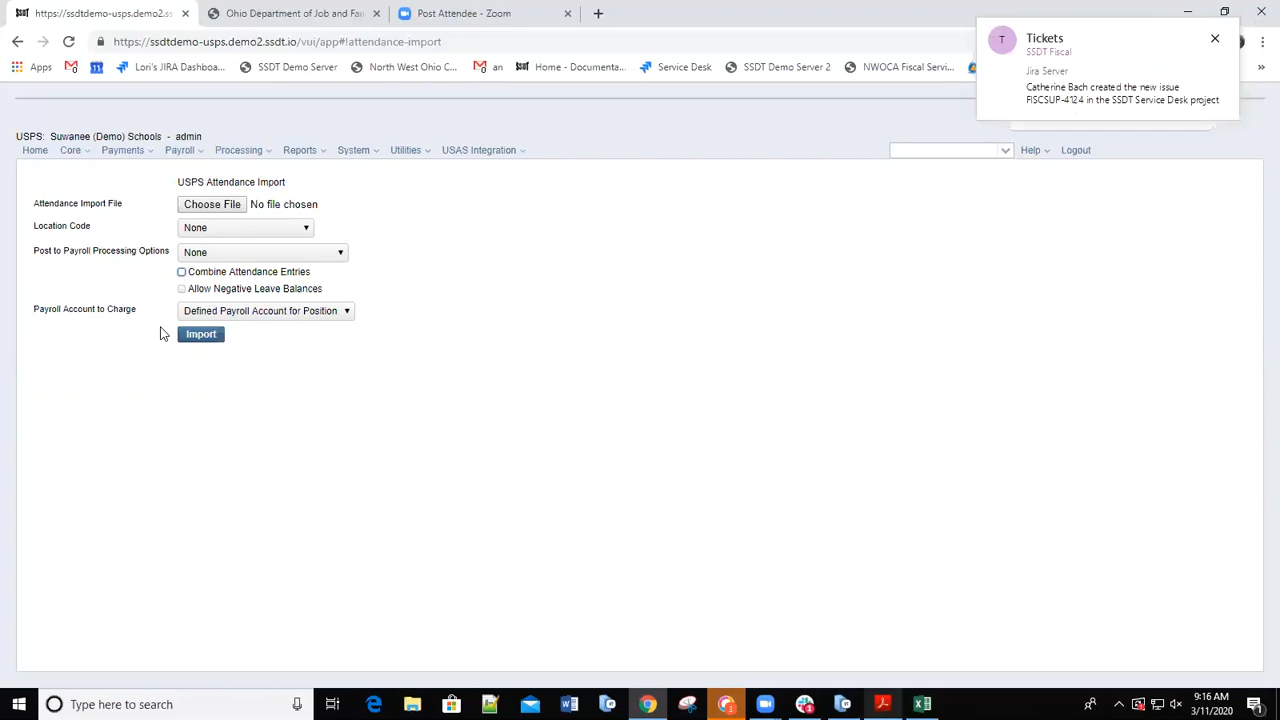 SSDT https://ssdtdemo-usps.demo2.ss
Ohio Department of Job and Fai
Post Attendee - Zoom
https://ssdtdemo-usps.demo2.ssdt.io/rui/app#!attendance-import
Apps
Lori's JIRA Dashboa...
SSDT Demo Server
North West Ohio C...
an
Home - Documenta...
Service Desk
SSDT Demo Server 2
NWOCA Fiscal Servi...
T
Tickets
SSDT Fiscal
Jira Server
Catherine Bach created the new issue
FISCSUP-4124 in the SSDT Service Desk project
USPS: Suwanee (Demo) Schools - admin
Home Core Payments Payroll Processing Reports System Utilities USAS Integration Help Logout
USPS Attendance Import
Attendance Import File Choose File No file chosen
Location Code None
Post to Payroll Processing Options None
Combine Attendance Entries
Allow Negative Leave Balances
Payroll Account to Charge Defined Payroll Account for Position
Import
Type here to search
9:16 AM
3/11/2020